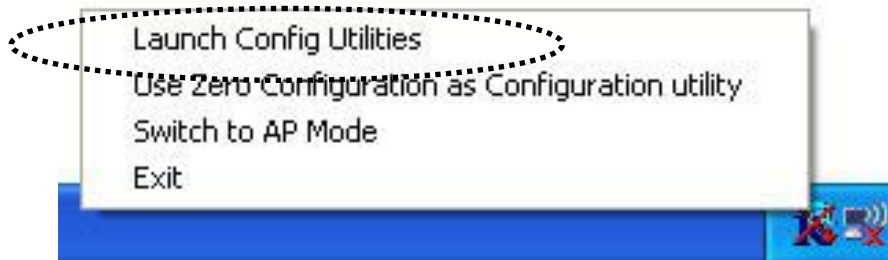 Launch Config Utilities
Use Zero Configuration as Configuration utility
Switch to AP Mode
Exit